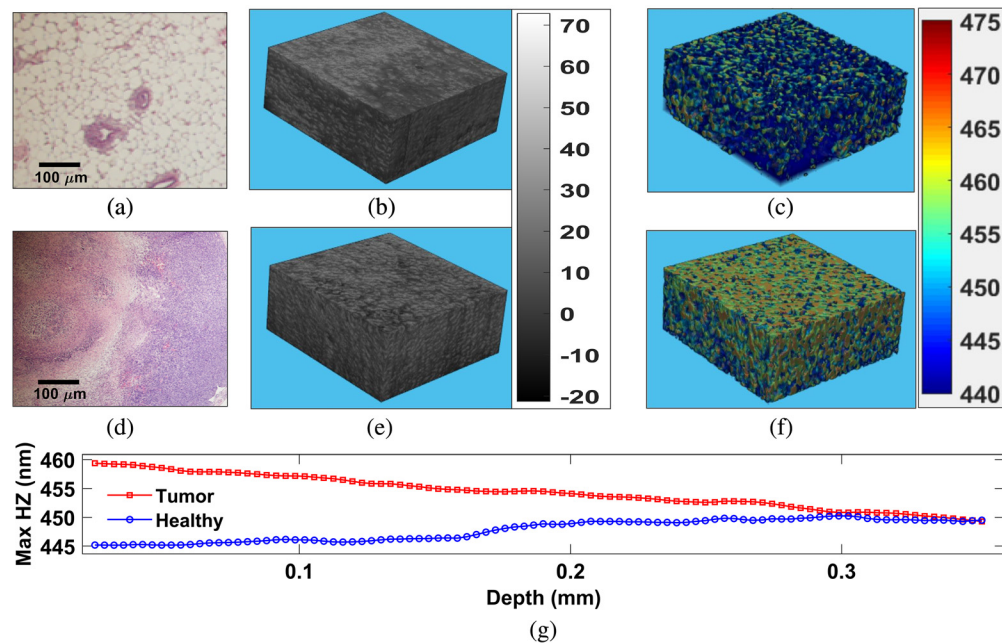 100 μm
(a)
(b)
70
60
50
40
30
20
10
0
-10
-20
(c)
475
470
465
460
455
450
445
440
100 μm
(d)
(e)
(f)
Max HZ (nm)
460
455
450
445
Tumor
Healthy
0.1
0.2
0.3
Depth (mm)
(g)